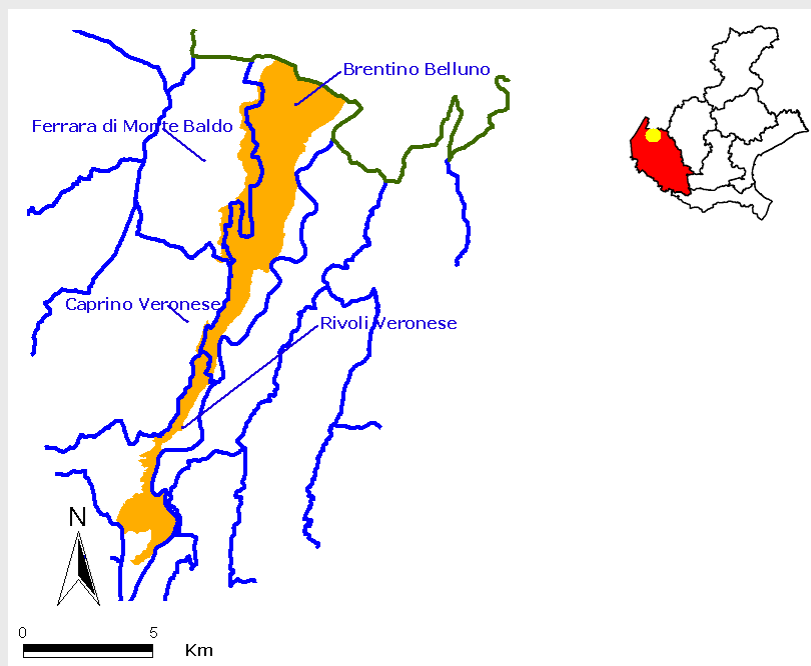 Brentino Belluno
Ferrara di Monte Baldo
Caprino Veronese
Rivoli Veronese
N
0 5
Km